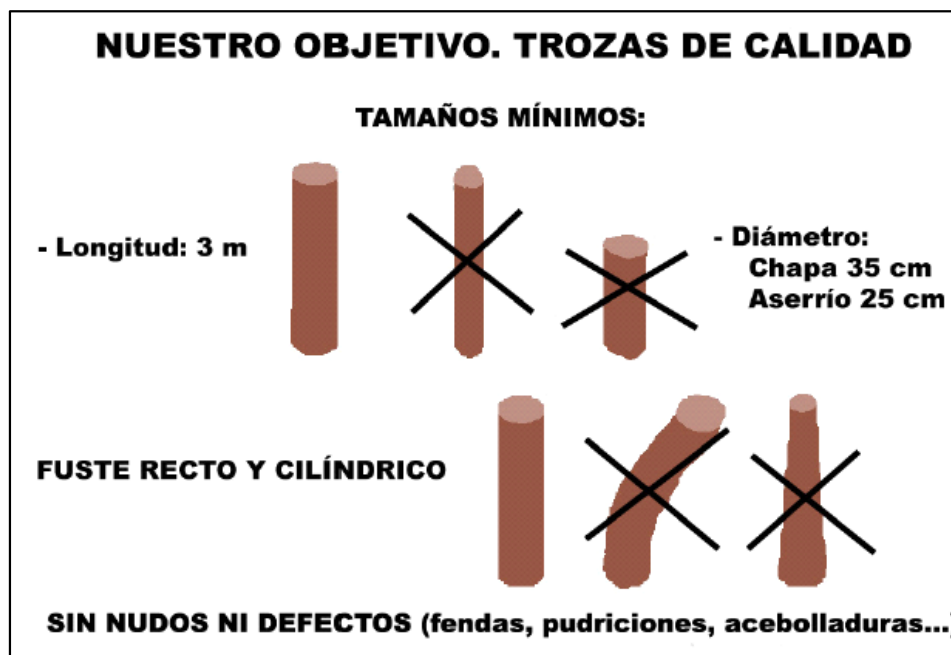 NUESTRO OBJETIVO. TROZAS DE CALIDAD
TAMAÑOS MÍNIMOS:
- Longitud: 3 m
- Diámetro:
Chapa 35 cm
Aserrío 25 cm
FUSTE RECTO Y CILÍNDRICO
SIN NUDOS NI DEFECTOS (fendas, pudriciones, acebolladuras...)